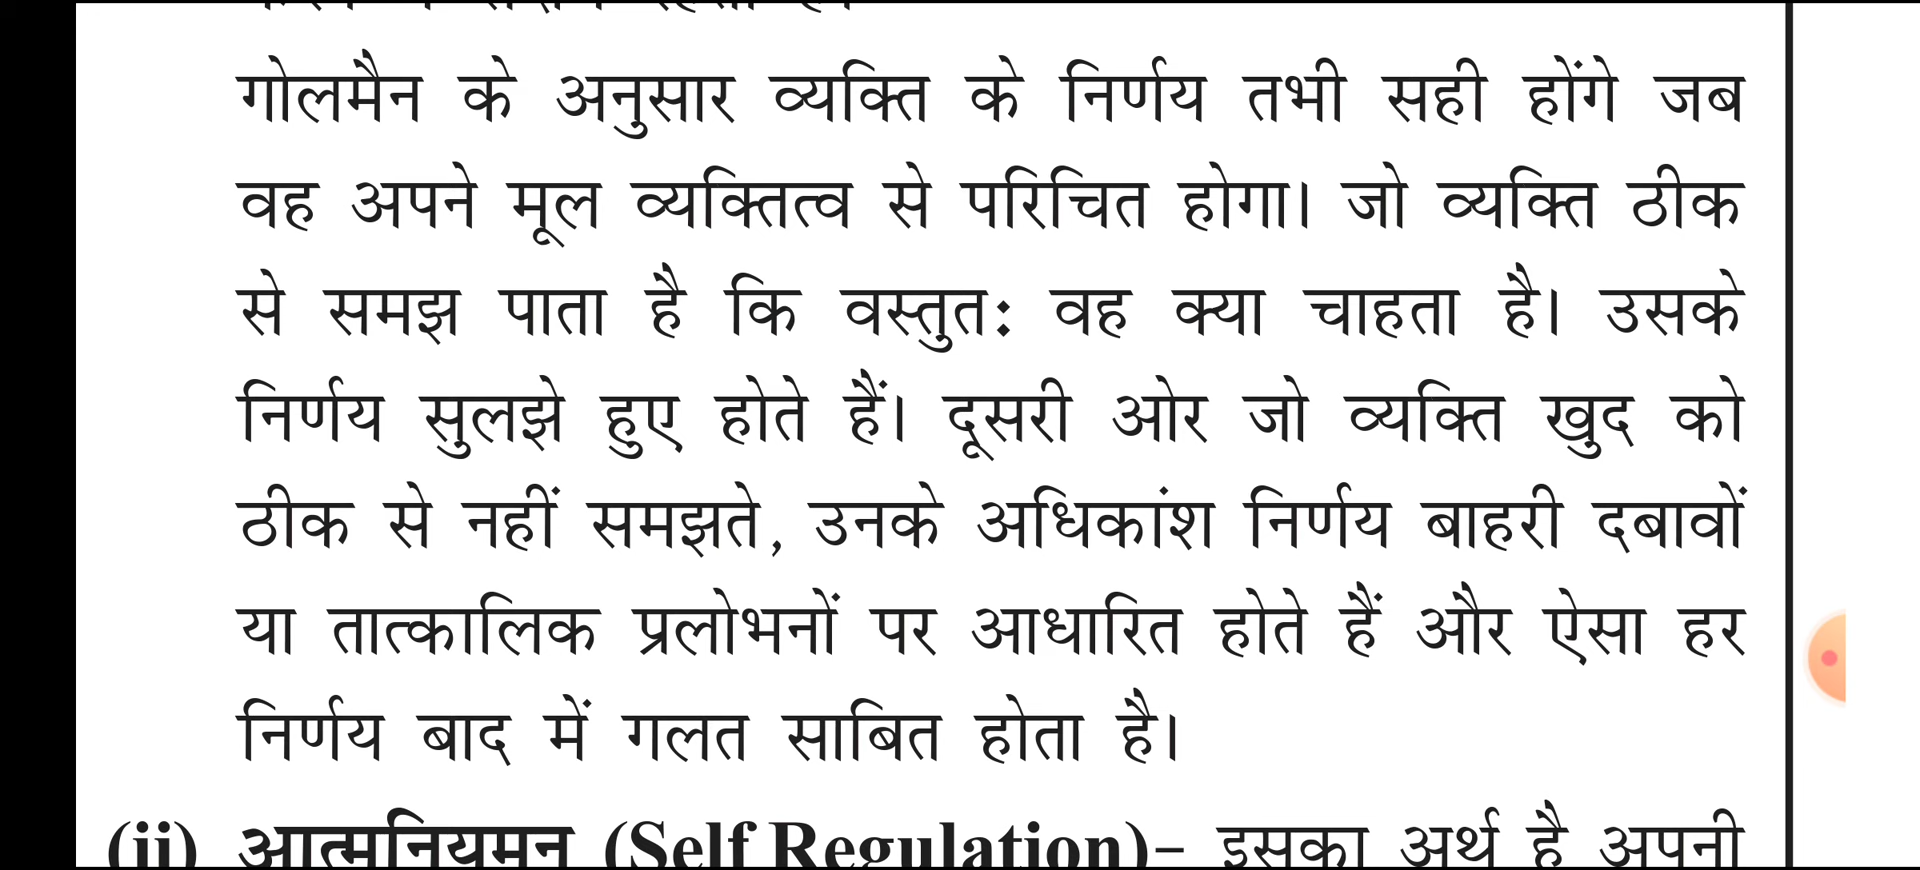 गोलमैन के अनुसार व्यक्ति के निर्णय तभी सही होंगे जब
वह अपने मूल व्यक्तित्व से परिचित होगा। जो व्यक्ति ठीक
से समझ पाता है कि वस्तुतः वह क्या चाहता है। उसके
निर्णय सुलझे हुए होते हैं। दूसरी ओर जो व्यक्ति खुद को
ठीक से नहीं समझते, उनके अधिकांश निर्णय बाहरी दबावों
या तात्कालिक प्रलोभनों पर आधारित होते हैं और ऐसा हर
निर्णय बाद में गलत साबित होता है।
(ii) आत्मनियमन (Self Regulation)- इसका अर्थ है अपनी